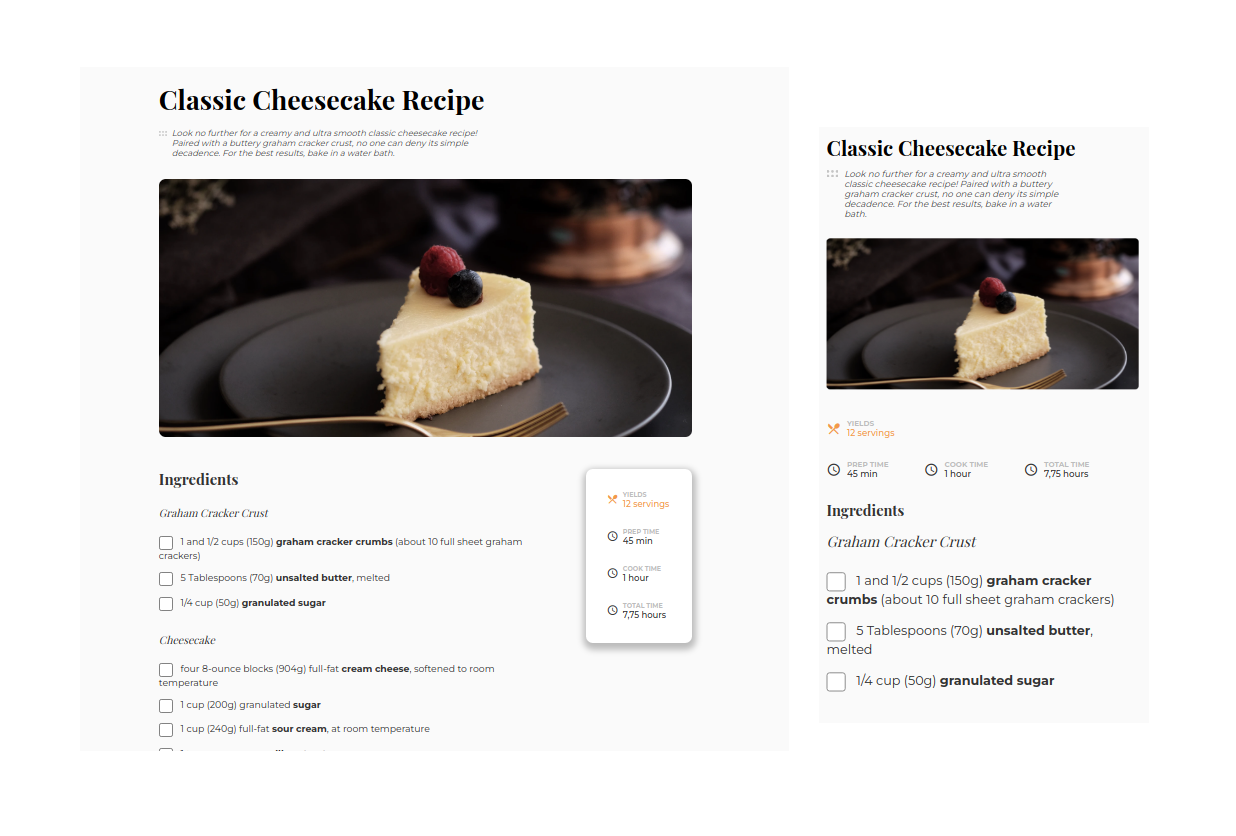 Classic Cheesecake Recipe
Look no further for a creamy and ultra smooth classic cheesecake recipe!
Paired with a buttery graham cracker crust, no one can deny its simple
decadence. For the best results, bake in a water bath.
Ingredients
Graham Cracker Crust
1 and 1/2 cups (150g) graham cracker crumbs (about 10 full sheet graham
crackers)
5 Tablespoons (70g) unsalted butter, melted
1/4 cup (50g) granulated sugar
Cheesecake
four 8-ounce blocks (904g) full-fat cream cheese, softened to room
temperature
1 cup (200g) granulated sugar
1 cup (240g) full-fat sour cream, at room temperature
YIELDS
12 servings
PREP TIME
45 min
COOK TIME
1 hour
TOTAL TIME
7,75 hours
Classic Cheesecake Recipe
Look no further for a creamy and ultra smooth
classic cheesecake recipe! Paired with a buttery
graham cracker crust, no one can deny its simple
decadence. For the best results, bake in a water
bath.
YIELDS
12 servings
PREP TIME
45 min
COOK TIME
1 hour
TOTAL TIME
7,75 hours
Ingredients
Graham Cracker Crust
1 and 1/2 cups (150g) graham cracker
crumbs (about 10 full sheet graham crackers)
5 Tablespoons (70g) unsalted butter,
melted
1/4 cup (50g) granulated sugar